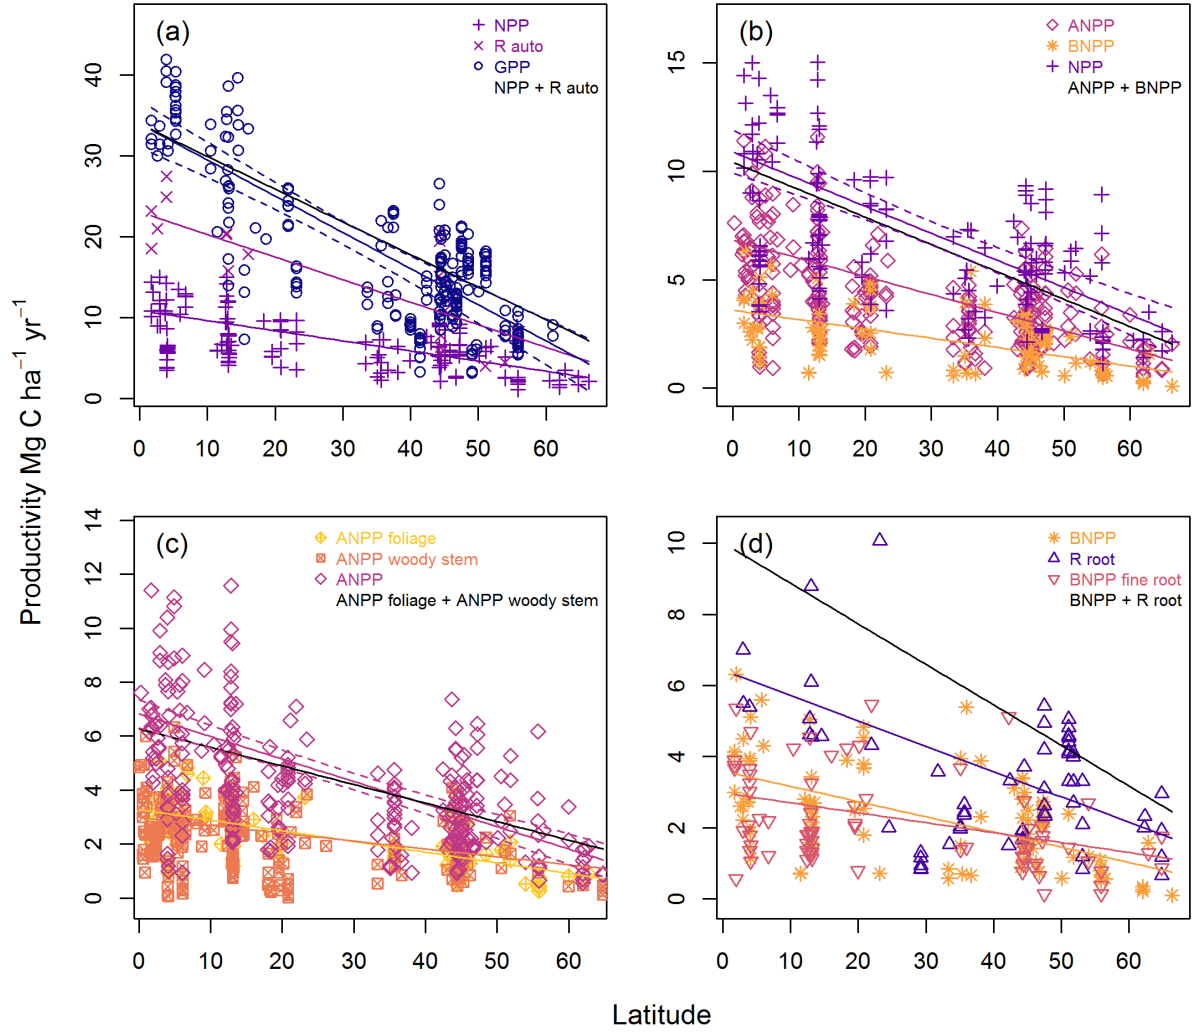 (a)
NPP
R auto
GPP
NPP + R auto
0 10 20 30 40
0 10 20 30 40 50 60
(b)
ANPP
BNPP
NPP
ANPP + BNPP
0 5 10 15
0 10 20 30 40 50 60
(c)
ANPP foliage
ANPP woody stem
ANPP
ANPP foliage + ANPP woody stem
0 2 4 6 8 10 12 14
0 10 20 30 40 50 60
(d)
BNPP
R root
BNPP fine root
BNPP + R root
0 2 4 6 8 10
0 10 20 30 40 50 60
Productivity Mg C ha⁻¹ yr⁻¹
Latitude